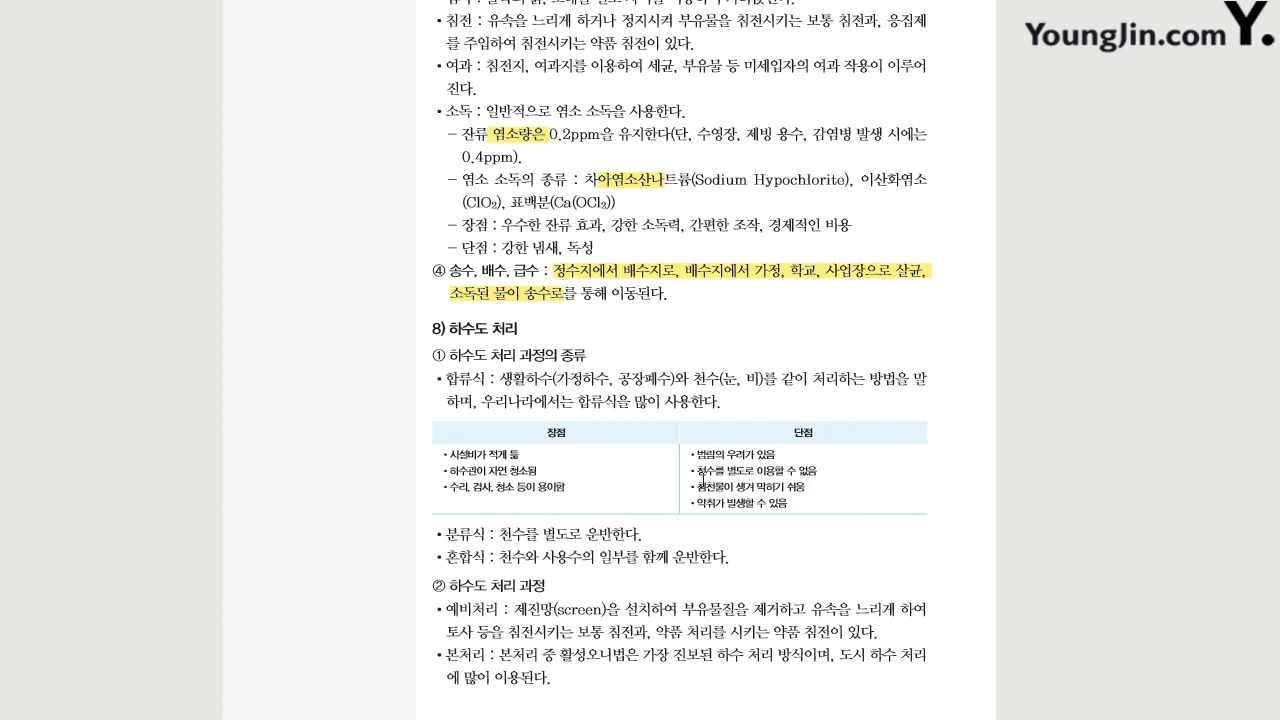 YoungJin.com Y.
• 침전 : 유속을 느리게 하거나 정지시켜 부유물을 침전시키는 보통 침전과, 응집제
를 주입하여 침전시키는 약품 침전이 있다.
• 여과 : 침전지, 여과지를 이용하여 세균, 부유물 등 미세입자의 여과 작용이 이루어
진다.
• 소독 : 일반적으로 염소 소독을 사용한다.
– 잔류 염소량은 0.2ppm을 유지한다(단, 수영장, 제빙 용수, 감염병 발생 시에는
0.4ppm).
– 염소 소독의 종류 : 차아염소산나트륨(Sodium Hypochlorite), 이산화염소
(ClO₂), 표백분(Ca(OCl₂))
– 장점 : 우수한 잔류 효과, 강한 소독력, 간편한 조작, 경제적인 비용
– 단점 : 강한 냄새, 독성
④ 송수, 배수, 급수 : 정수지에서 배수지로, 배수지에서 가정, 학교, 사업장으로 살균,
소독된 물이 송수로를 통해 이동된다.
8) 하수도 처리
① 하수도 처리 과정의 종류
• 합류식 : 생활하수(가정하수, 공장폐수)와 천수(눈, 비)를 같이 처리하는 방법을 말
하며, 우리나라에서는 합류식을 많이 사용한다.
장점
• 시설비가 적게 듦
• 하수관이 자연 청소됨
• 수리, 검사, 청소 등이 용이함
단점
• 범람의 우려가 있음
• 천수를 별도로 이용할 수 없음
• 침전물이 생겨 막히기 쉬움
• 악취가 발생할 수 있음
• 분류식 : 천수를 별도로 운반한다.
• 혼합식 : 천수와 사용수의 일부를 함께 운반한다.
② 하수도 처리 과정
• 예비처리 : 제진망(screen)을 설치하여 부유물질을 제거하고 유속을 느리게 하여
토사 등을 침전시키는 보통 침전과, 약품 처리를 시키는 약품 침전이 있다.
• 본처리 : 본처리 중 활성오니법은 가장 진보된 하수 처리 방식이며, 도시 하수 처리
에 많이 이용된다.